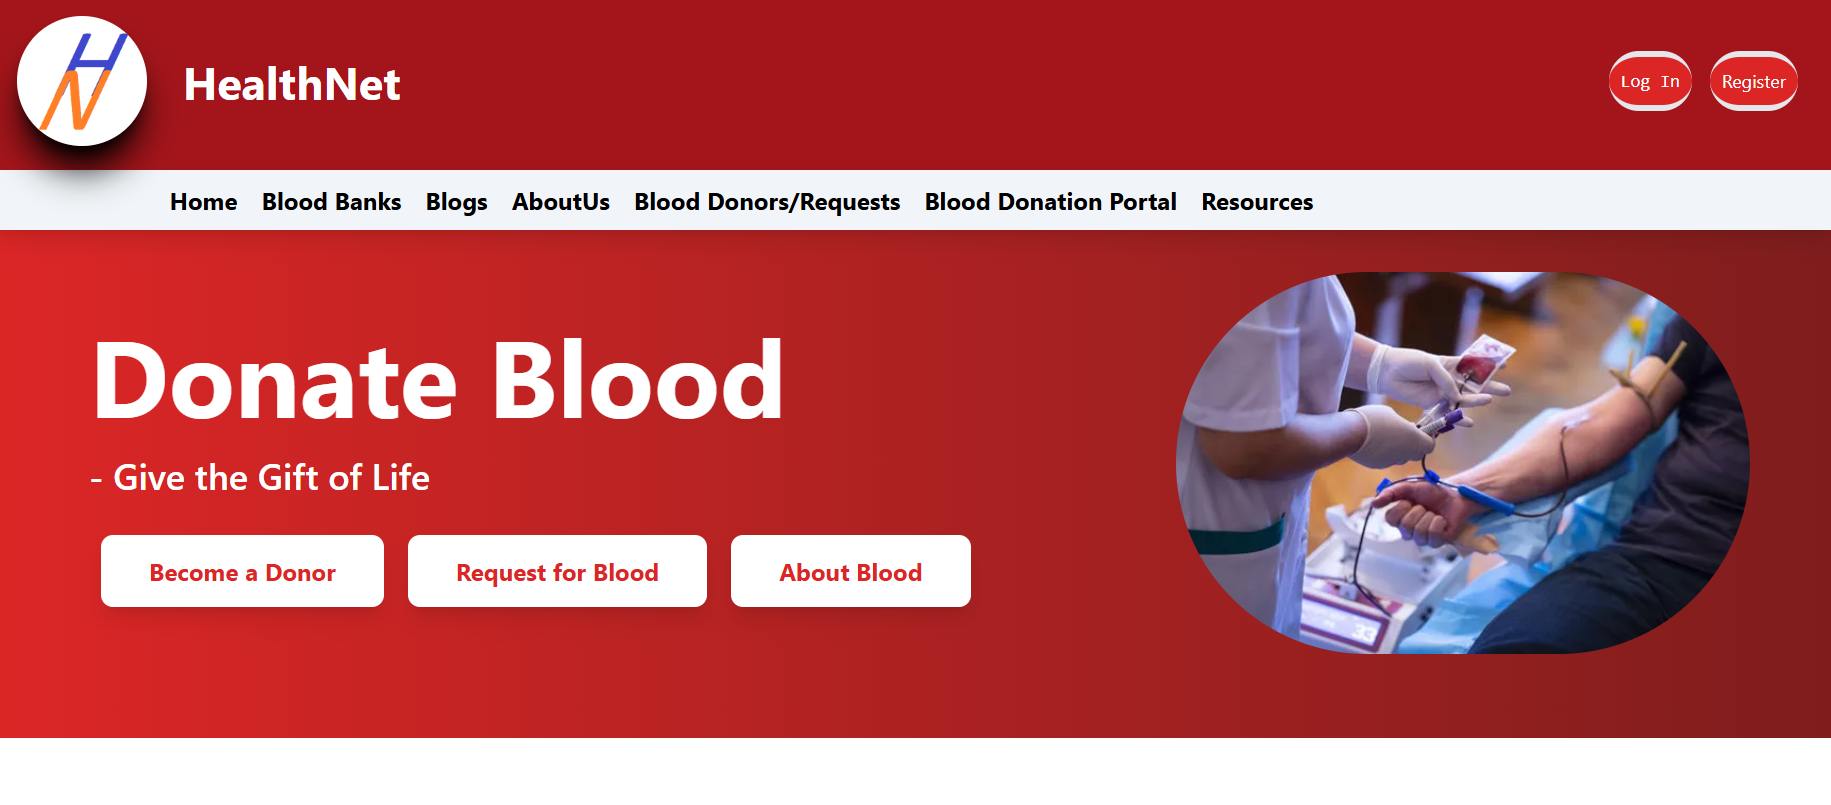 HN
HealthNet
Log In
Register
Home
Blood Banks
Blogs
AboutUs
Blood Donors/Requests
Blood Donation Portal
Resources
Donate Blood
- Give the Gift of Life
Become a Donor
Request for Blood
About Blood
33